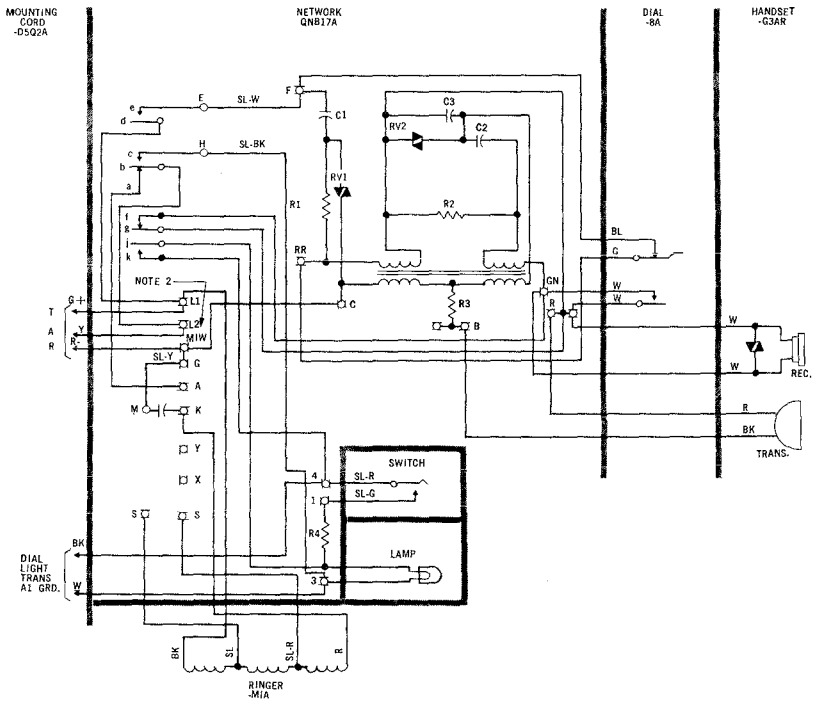 MOUNTING
CORD
-D5Q2A
NETWORK
QNB17A
DIAL
-8A
HANDSET
-G3AR
e
d
E
SL-W
F
C1
C3
RV2
C2
c
b
a
H
SL-BK
RV1
R1
R2
f
g
j
k
RR
BL
G
NOTE 2
GN
W
W
G+
L1
C
R3
R
T
B
W
A
Y
L2
R
R-
MIW
SL-Y
G
REC.
A
W
M
K
R
BK
TRANS.
Y
X
SWITCH
4
SL-R
1
SL-G
S
S
R4
LAMP
BK
DIAL
LIGHT
TRANS
A1 GRD.
3
W
BK
SL
SL-R
R
RINGER
-MIA